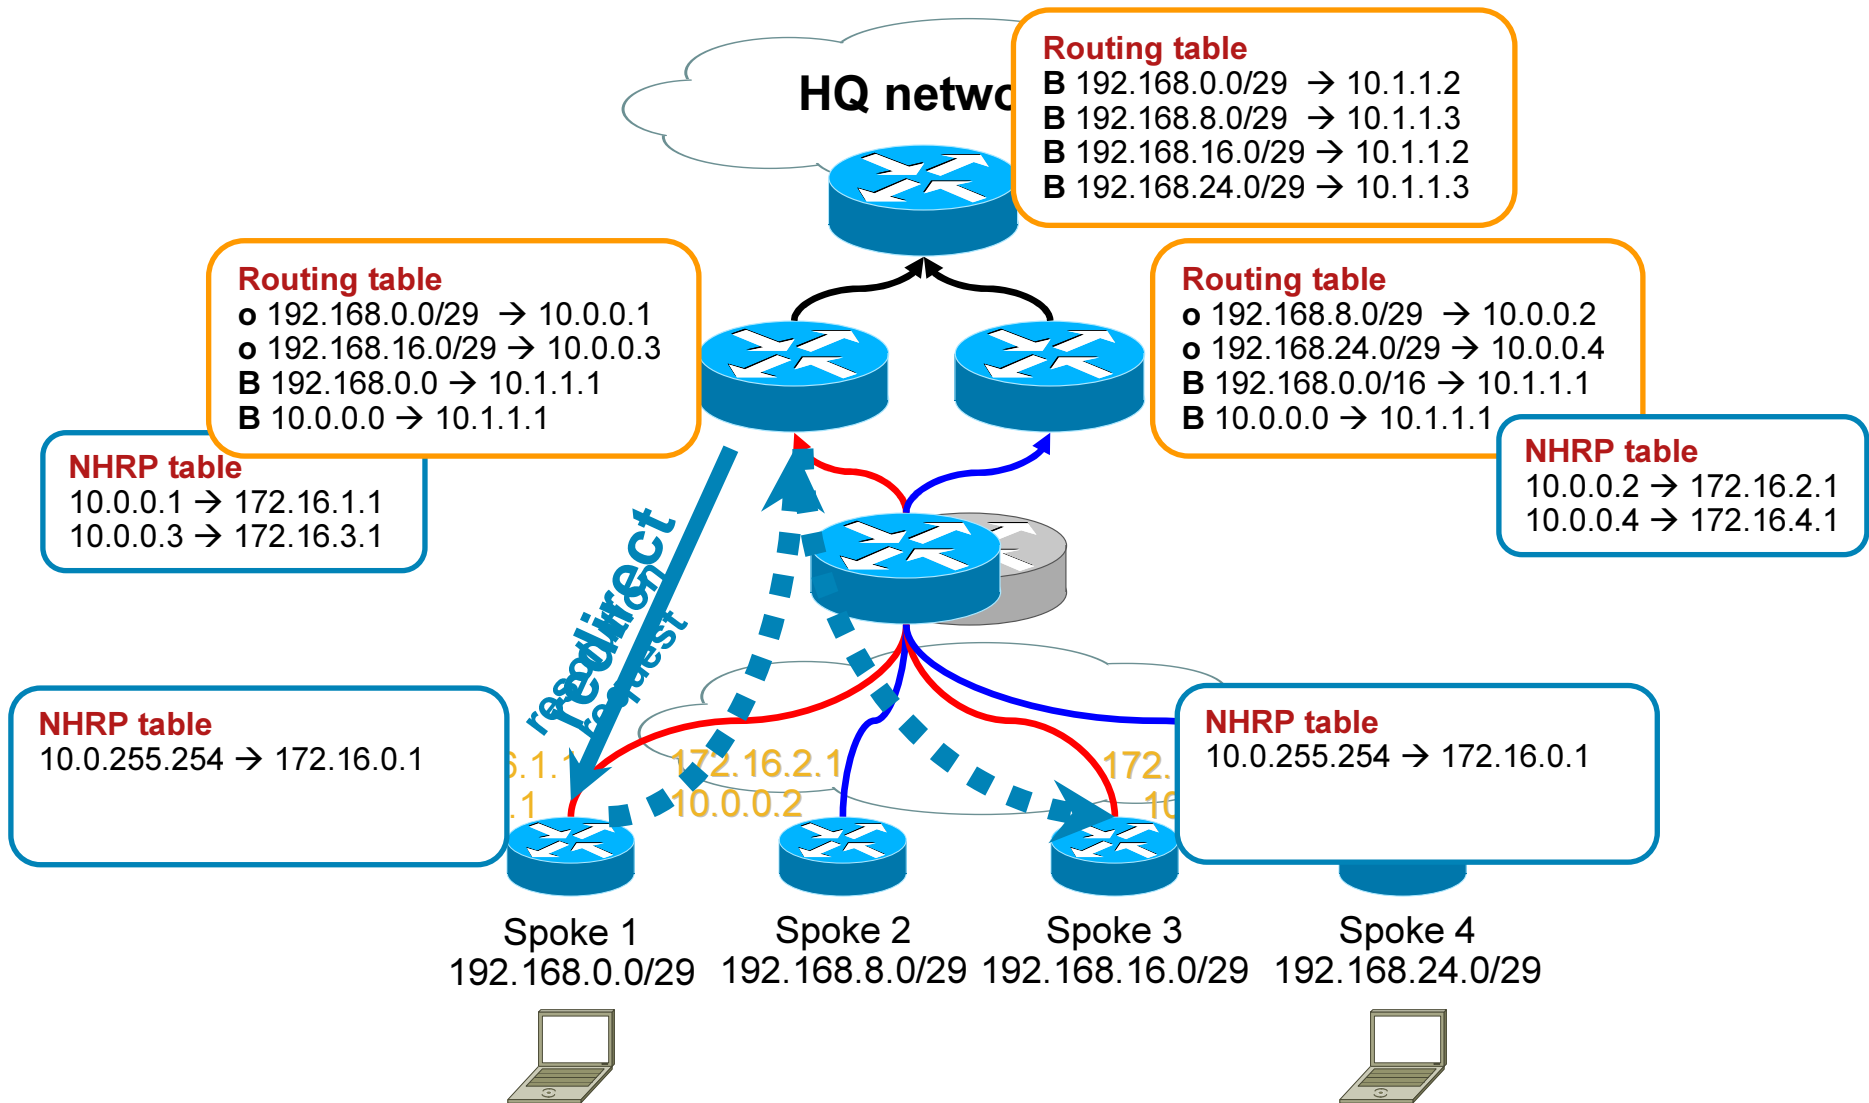 HQ netwo
Routing table
B 192.168.0.0/29 → 10.1.1.2
B 192.168.8.0/29 → 10.1.1.3
B 192.168.16.0/29 → 10.1.1.2
B 192.168.24.0/29 → 10.1.1.3
Routing table
o 192.168.0.0/29 → 10.0.0.1
o 192.168.16.0/29 → 10.0.0.3
B 192.168.0.0 → 10.1.1.1
B 10.0.0.0 → 10.1.1.1
Routing table
o 192.168.8.0/29 → 10.0.0.2
o 192.168.24.0/29 → 10.0.0.4
B 192.168.0.0/16 → 10.1.1.1
B 10.0.0.0 → 10.1.1.1
NHRP table
10.0.0.1 → 172.16.1.1
10.0.0.3 → 172.16.3.1
NHRP table
10.0.0.2 → 172.16.2.1
10.0.0.4 → 172.16.4.1
redirect
request
NHRP table
10.0.255.254 → 172.16.0.1
172.16.2.1
10.0.0.2
172.
10
NHRP table
10.0.255.254 → 172.16.0.1
Spoke 1
192.168.0.0/29
Spoke 2
192.168.8.0/29
Spoke 3
192.168.16.0/29
Spoke 4
192.168.24.0/29